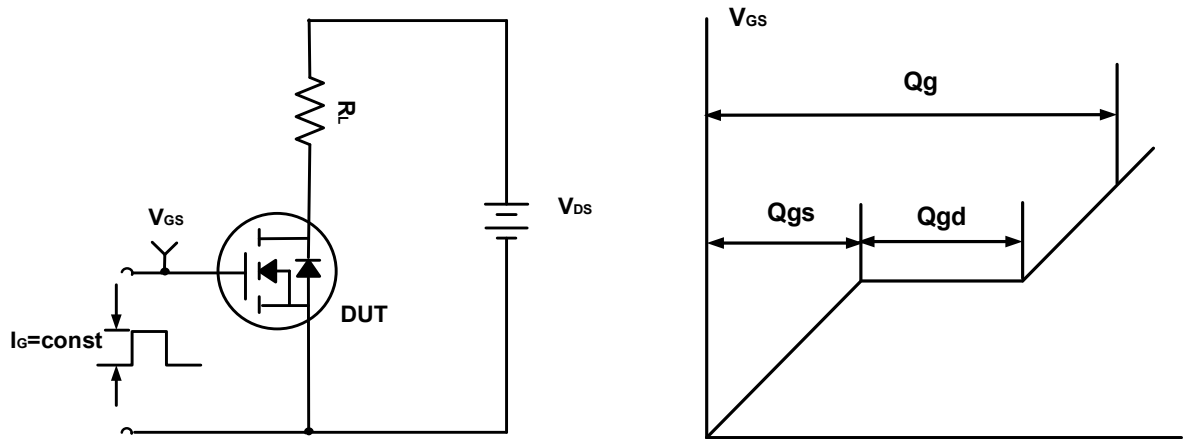 RL
VDS
VGS
DUT
IG=const
VGS
Qg
Qgs
Qgd